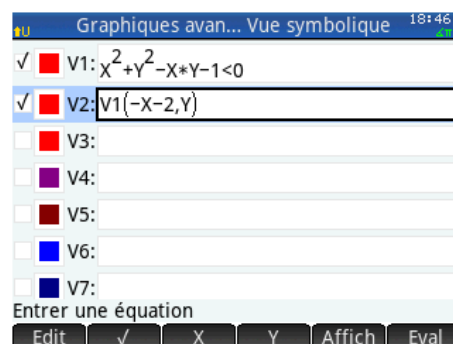 ↑U Graphiques avan... Vue symbolique 18:46 ∡π
√ V1: X²+Y²−X*Y−1<0
√ V2: V1(−X−2,Y)
V3:
V4:
V5:
V6:
V7:
Entrer une équation
Edit √ X Y Affich Eval